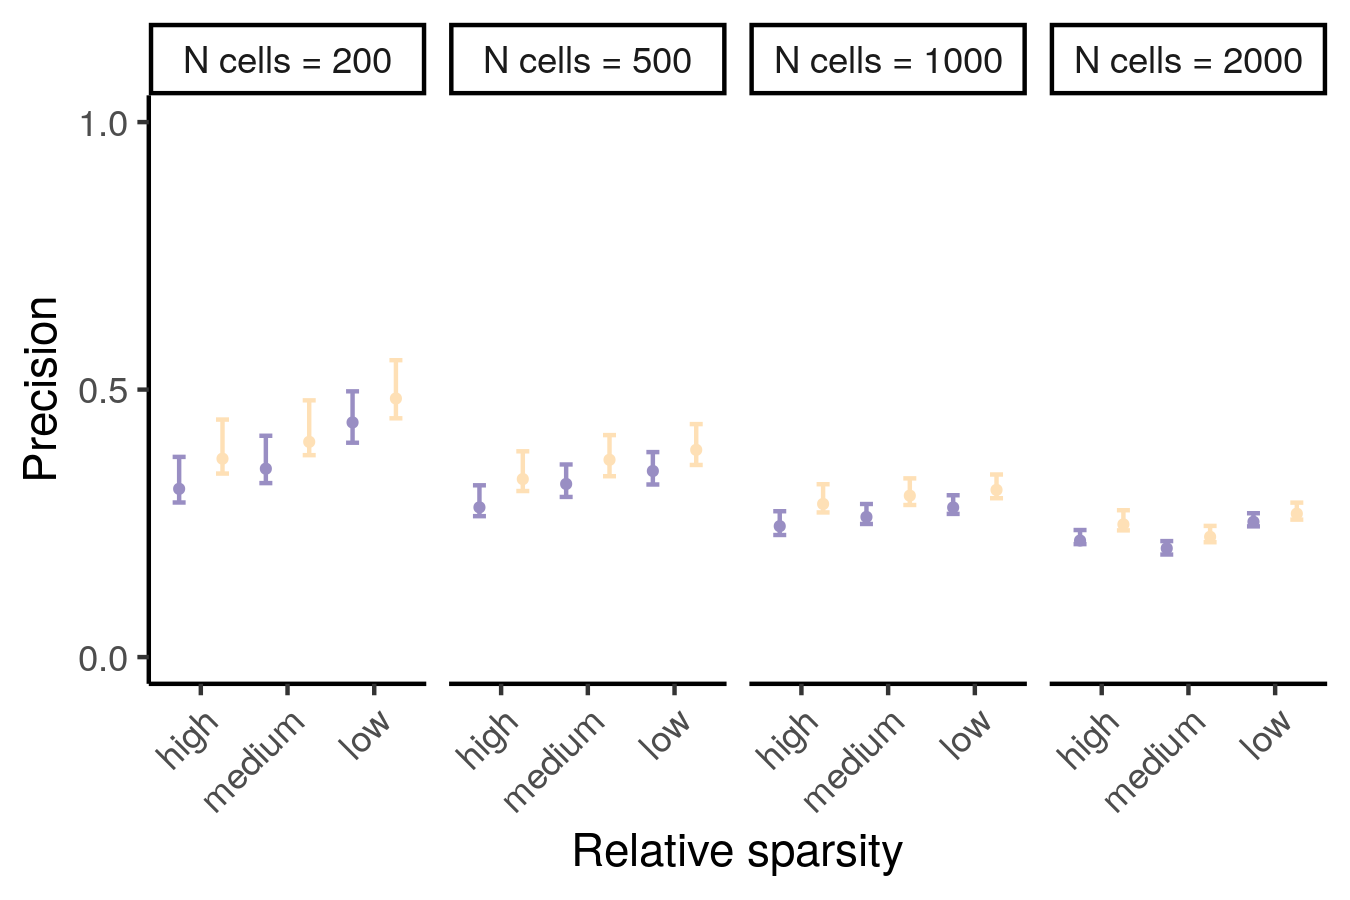 N cells = 200
N cells = 500
N cells = 1000
N cells = 2000
Precision
1.0
0.5
0.0
high
medium
low
high
medium
low
high
medium
low
high
medium
low
Relative sparsity